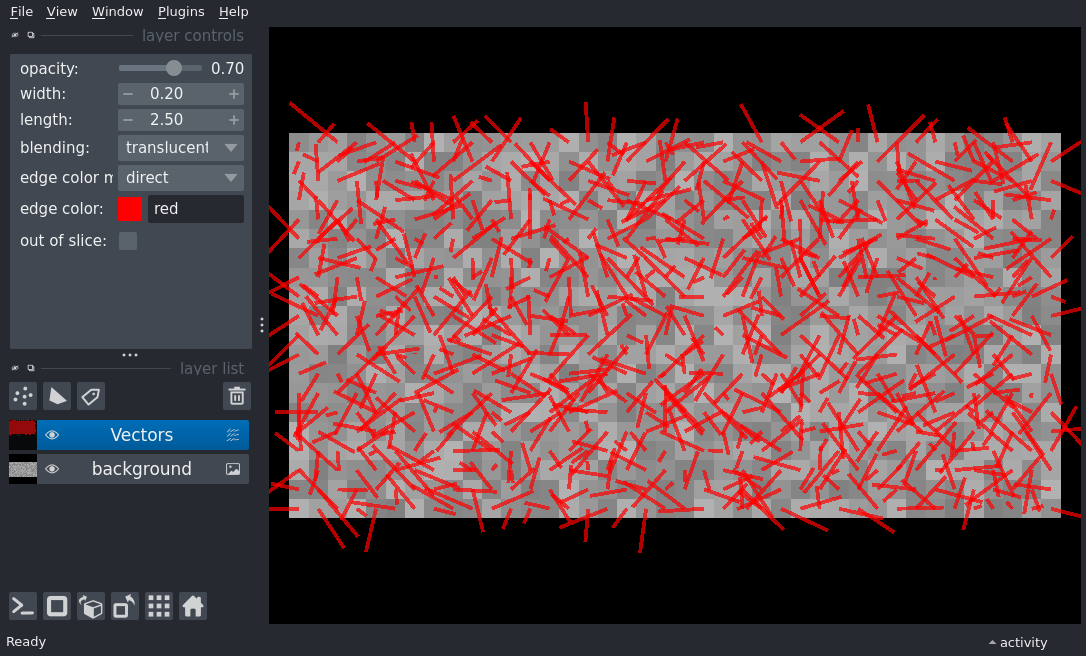 File View Window Plugins Help
layer controls
opacity: 0.70
width: − 0.20 +
length: − 2.50 +
blending: translucent
edge color m direct
edge color: red
out of slice:
layer list
Vectors
background
Ready activity